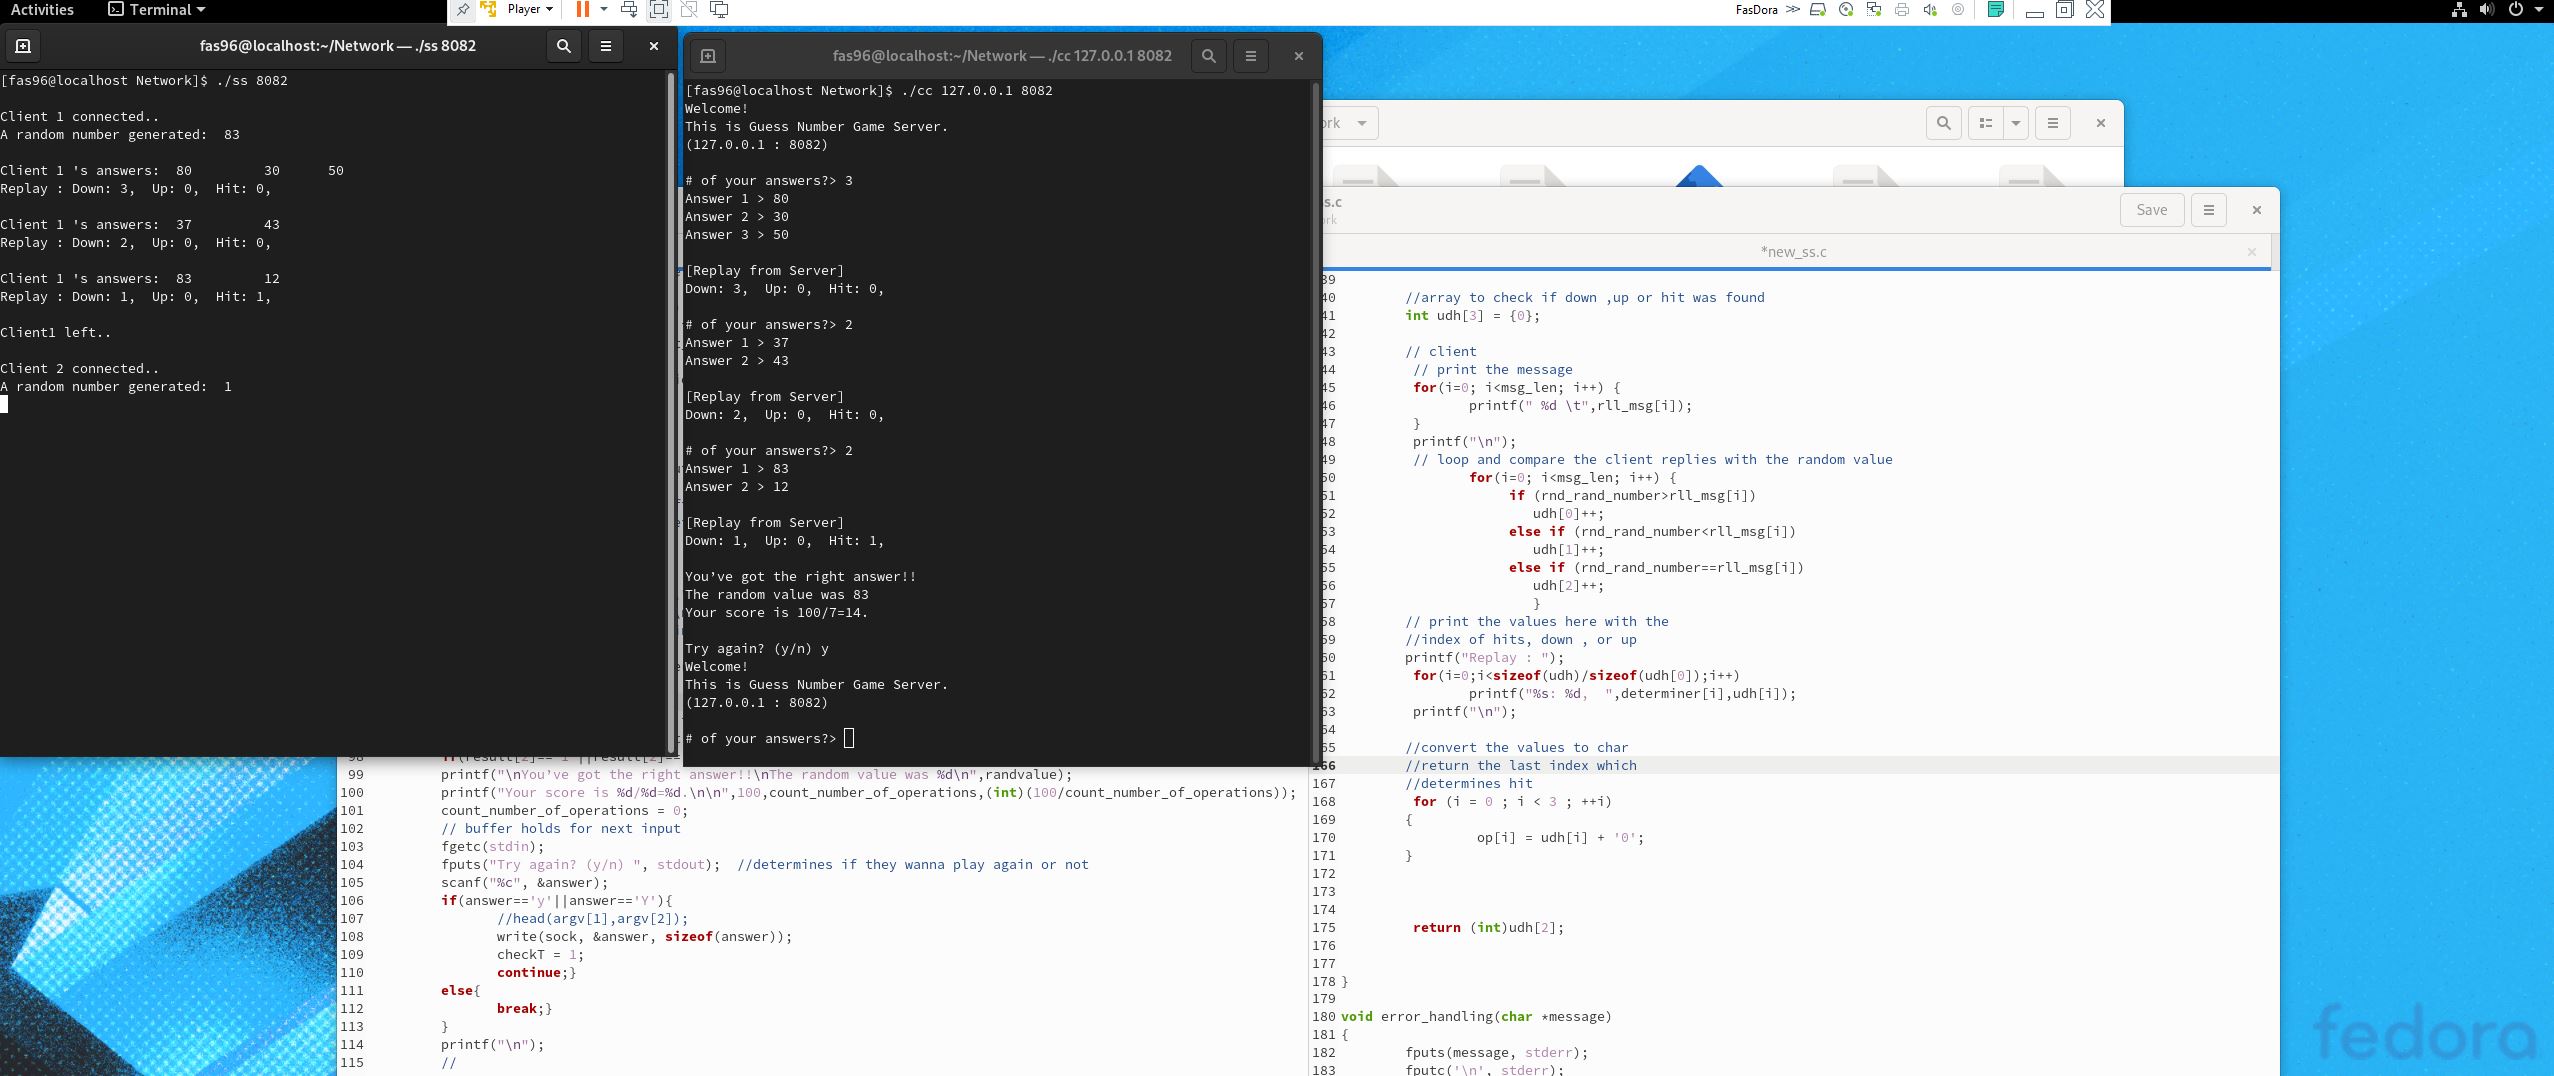 Activities
Terminal
Player
FasDora
fas96@localhost:~/Network — ./ss 8082
[fas96@localhost Network]$ ./ss 8082
Client 1 connected..
A random number generated:  83
Client 1 's answers:  80         30      50
Replay : Down: 3,  Up: 0,  Hit: 0,
Client 1 's answers:  37         43
Replay : Down: 2,  Up: 0,  Hit: 0,
Client 1 's answers:  83         12
Replay : Down: 1,  Up: 0,  Hit: 1,
Client1 left..
Client 2 connected..
A random number generated:  1
fas96@localhost:~/Network — ./cc 127.0.0.1 8082
[fas96@localhost Network]$ ./cc 127.0.0.1 8082
Welcome!
This is Guess Number Game Server.
(127.0.0.1 : 8082)
# of your answers?> 3
Answer 1 > 80
Answer 2 > 30
Answer 3 > 50
[Replay from Server]
Down: 3,  Up: 0,  Hit: 0,
# of your answers?> 2
Answer 1 > 37
Answer 2 > 43
[Replay from Server]
Down: 2,  Up: 0,  Hit: 0,
# of your answers?> 2
Answer 1 > 83
Answer 2 > 12
[Replay from Server]
Down: 1,  Up: 0,  Hit: 1,
You’ve got the right answer!!
The random value was 83
Your score is 100/7=14.
Try again? (y/n) y
Welcome!
This is Guess Number Game Server.
(127.0.0.1 : 8082)
# of your answers?>
99 printf("\nYou’ve got the right answer!!\nThe random value was %d\n",randvalue);
100 printf("Your score is %d/%d=%d.\n\n",100,count_number_of_operations,(int)(100/count_number_of_operations));
101 count_number_of_operations = 0;
102 // buffer holds for next input
103 fgetc(stdin);
104 fputs("Try again? (y/n) ", stdout);  //determines if they wanna play again or not
105 scanf("%c", &answer);
106 if(answer=='y'||answer=='Y'){
107 //head(argv[1],argv[2]);
108 write(sock, &answer, sizeof(answer));
109 checkT = 1;
110 continue;}
111 else{
112 break;}
113 }
114 printf("\n");
115 //
ss.c
Save
*new_ss.c
39
40 //array to check if down ,up or hit was found
41 int udh[3] = {0};
42
43 // client
44 // print the message
45 for(i=0; i<msg_len; i++) {
46 printf(" %d \t",rll_msg[i]);
47 }
48 printf("\n");
49 // loop and compare the client replies with the random value
50 for(i=0; i<msg_len; i++) {
51 if (rnd_rand_number>rll_msg[i])
52 udh[0]++;
53 else if (rnd_rand_number<rll_msg[i])
54 udh[1]++;
55 else if (rnd_rand_number==rll_msg[i])
56 udh[2]++;
57 }
58 // print the values here with the
59 //index of hits, down , or up
60 printf("Replay : ");
61 for(i=0;i<sizeof(udh)/sizeof(udh[0]);i++)
62 printf("%s: %d,  ",determiner[i],udh[i]);
63 printf("\n");
64
65 //convert the values to char
166 //return the last index which
167 //determines hit
168 for (i = 0 ; i < 3 ; ++i)
169 {
170 op[i] = udh[i] + '0';
171 }
172
173
174
175 return (int)udh[2];
176
177
178 }
179
180 void error_handling(char *message)
181 {
182 fputs(message, stderr);
183 fputc('\n', stderr);
fedora